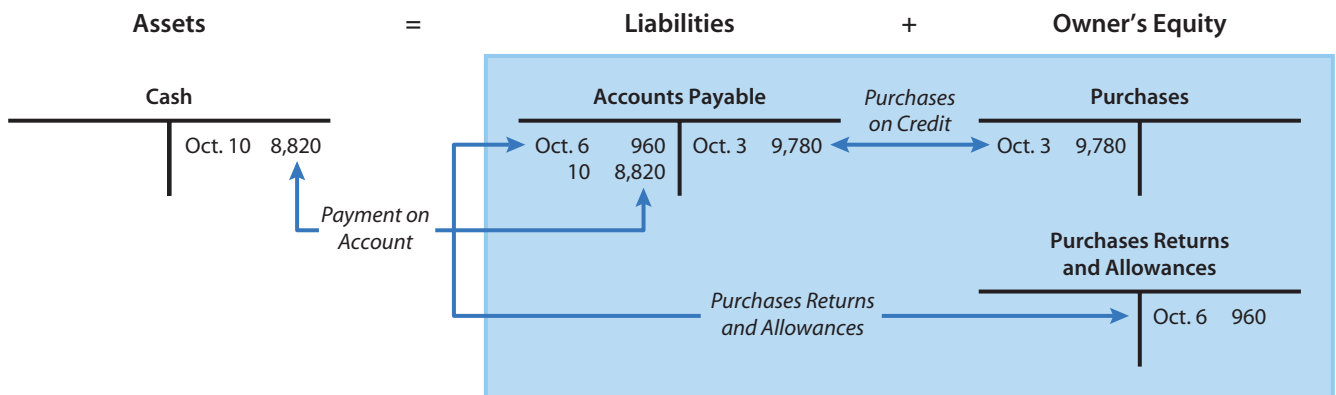 Assets = Liabilities + Owner's Equity
Cash
Oct. 10 8,820
Accounts Payable
Oct. 6 960 Oct. 3 9,780
10 8,820
Purchases
on Credit
Purchases
Oct. 3 9,780
Payment on
Account
Purchases Returns
and Allowances
Oct. 6 960
Purchases Returns
and Allowances